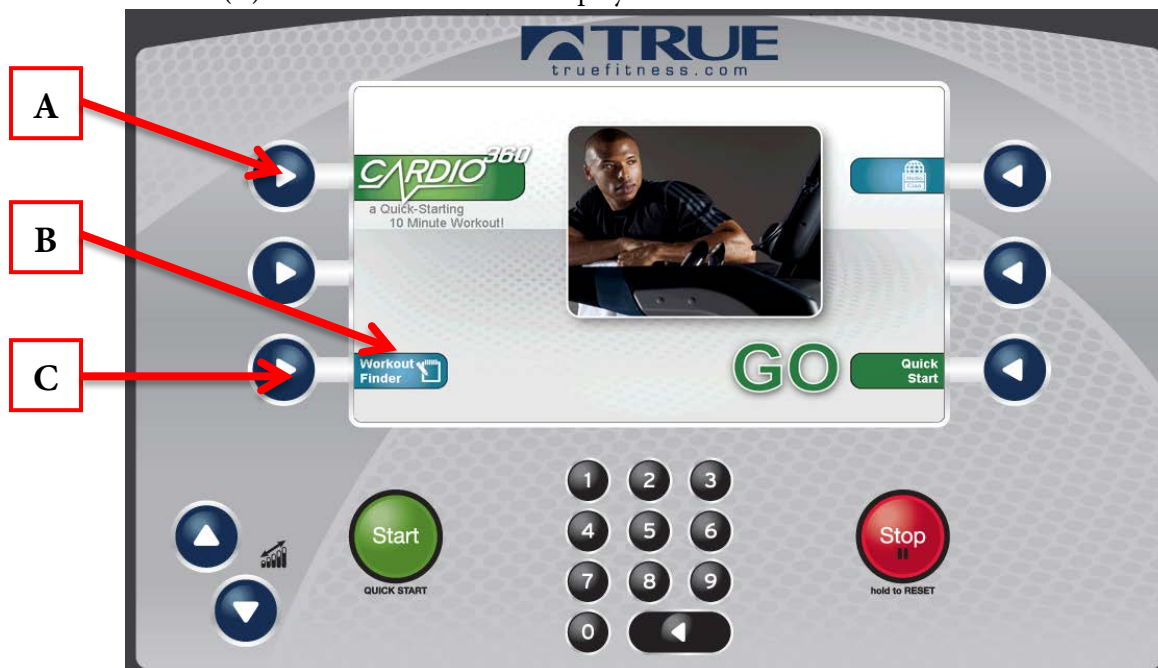 TRUE
truefitness.com
A
CARDIO 360
a Quick-Starting
10 Minute Workout!
B
C
Workout
Finder
GO
Quick
Start
1 2 3
4 5 6
7 8 9
0
Start
QUICK START
Stop
hold to RESET